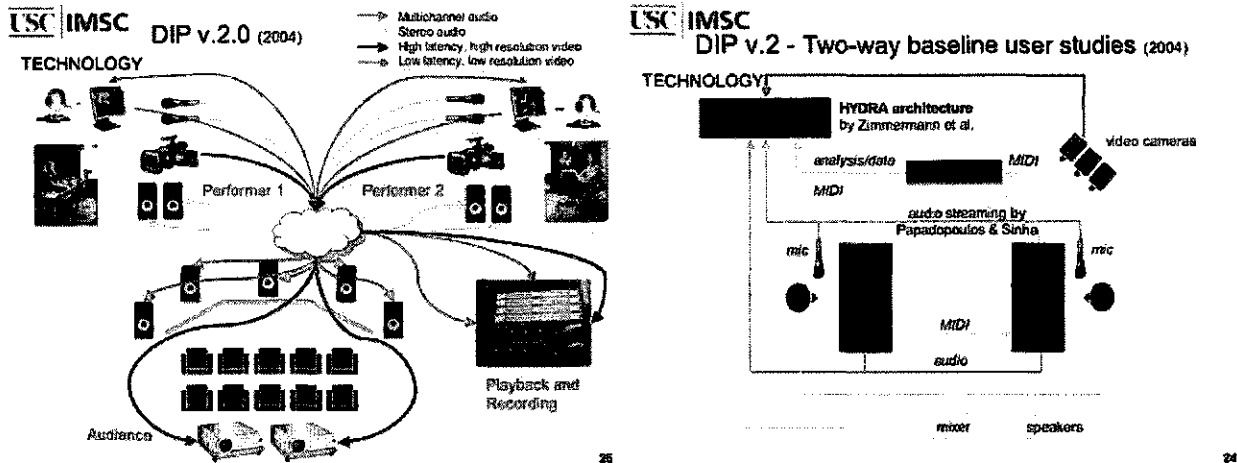 USC IMSC
DIP v.2.0 (2004)
Multichannel audio
Stereo audio
High latency, high resolution video
Low latency, low resolution video
TECHNOLOGY
Performer 1
Performer 2
Playback and
Recording
Audience
25
USC IMSC
DIP v.2 - Two-way baseline user studies (2004)
TECHNOLOGY
HYDRA architecture
by Zimmermann et al.
video cameras
analysis/data
MIDI
MIDI
audio streaming by
Papadopoulos & Sinha
mic
mic
MIDI
audio
mixer
speakers
24